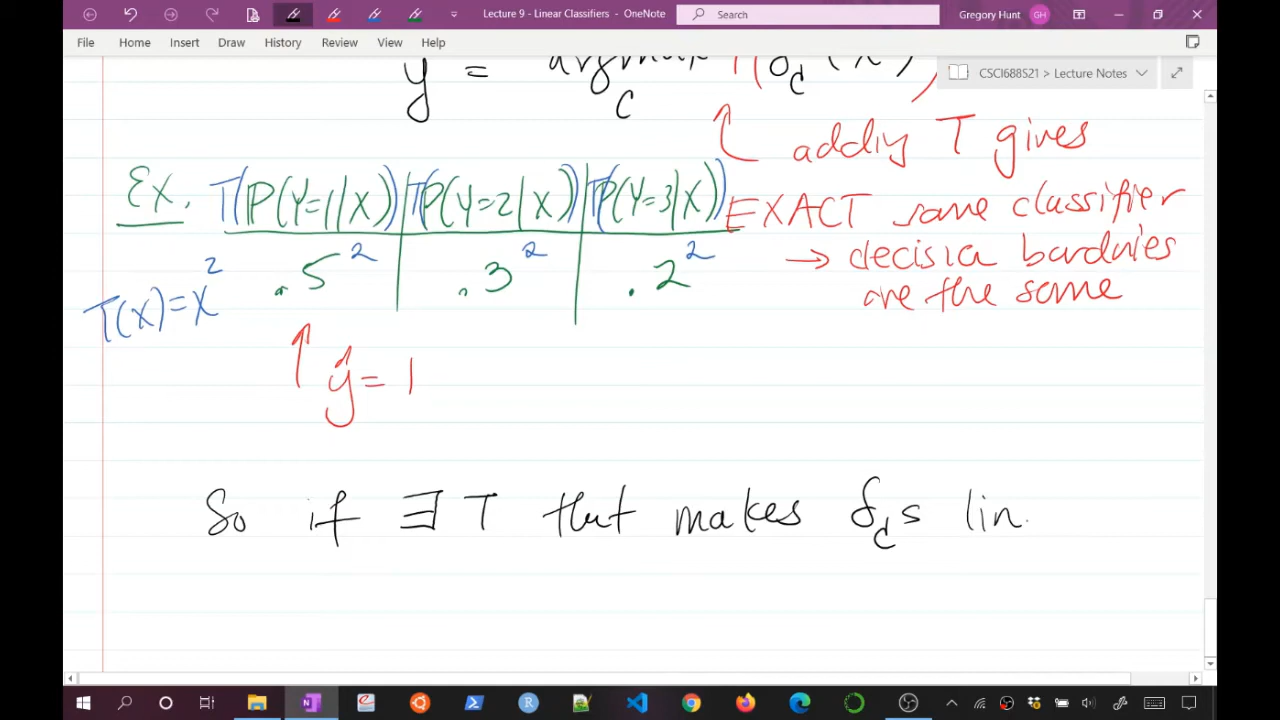 Lecture 9 - Linear Classifiers - OneNote
Search
Gregory Hunt
GH
File Home Insert Draw History Review View Help
CSCI688S21 > Lecture Notes
ŷ = argmax T(δc(x))
c
adding T gives
EXACT same classifier
→ decision boundaries
are the same
Ex. T(P(Y=1|X)) T(P(Y=2|X)) T(P(Y=3|X))
T(x)=x² .5² .3² .2²
ŷ = 1
So if ∃ T that makes δcs lin.